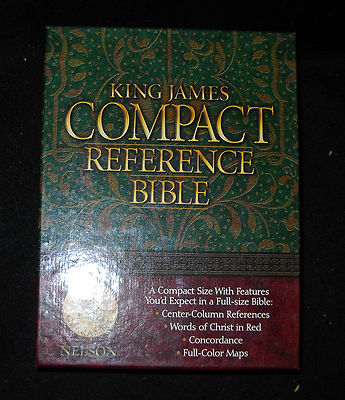 KING JAMES
COMPACT
REFERENCE
BIBLE
A Compact Size With Features
You'd Expect in a Full-size Bible:
• Center-Column References
• Words of Christ in Red
• Concordance
• Full-Color Maps
NELSON